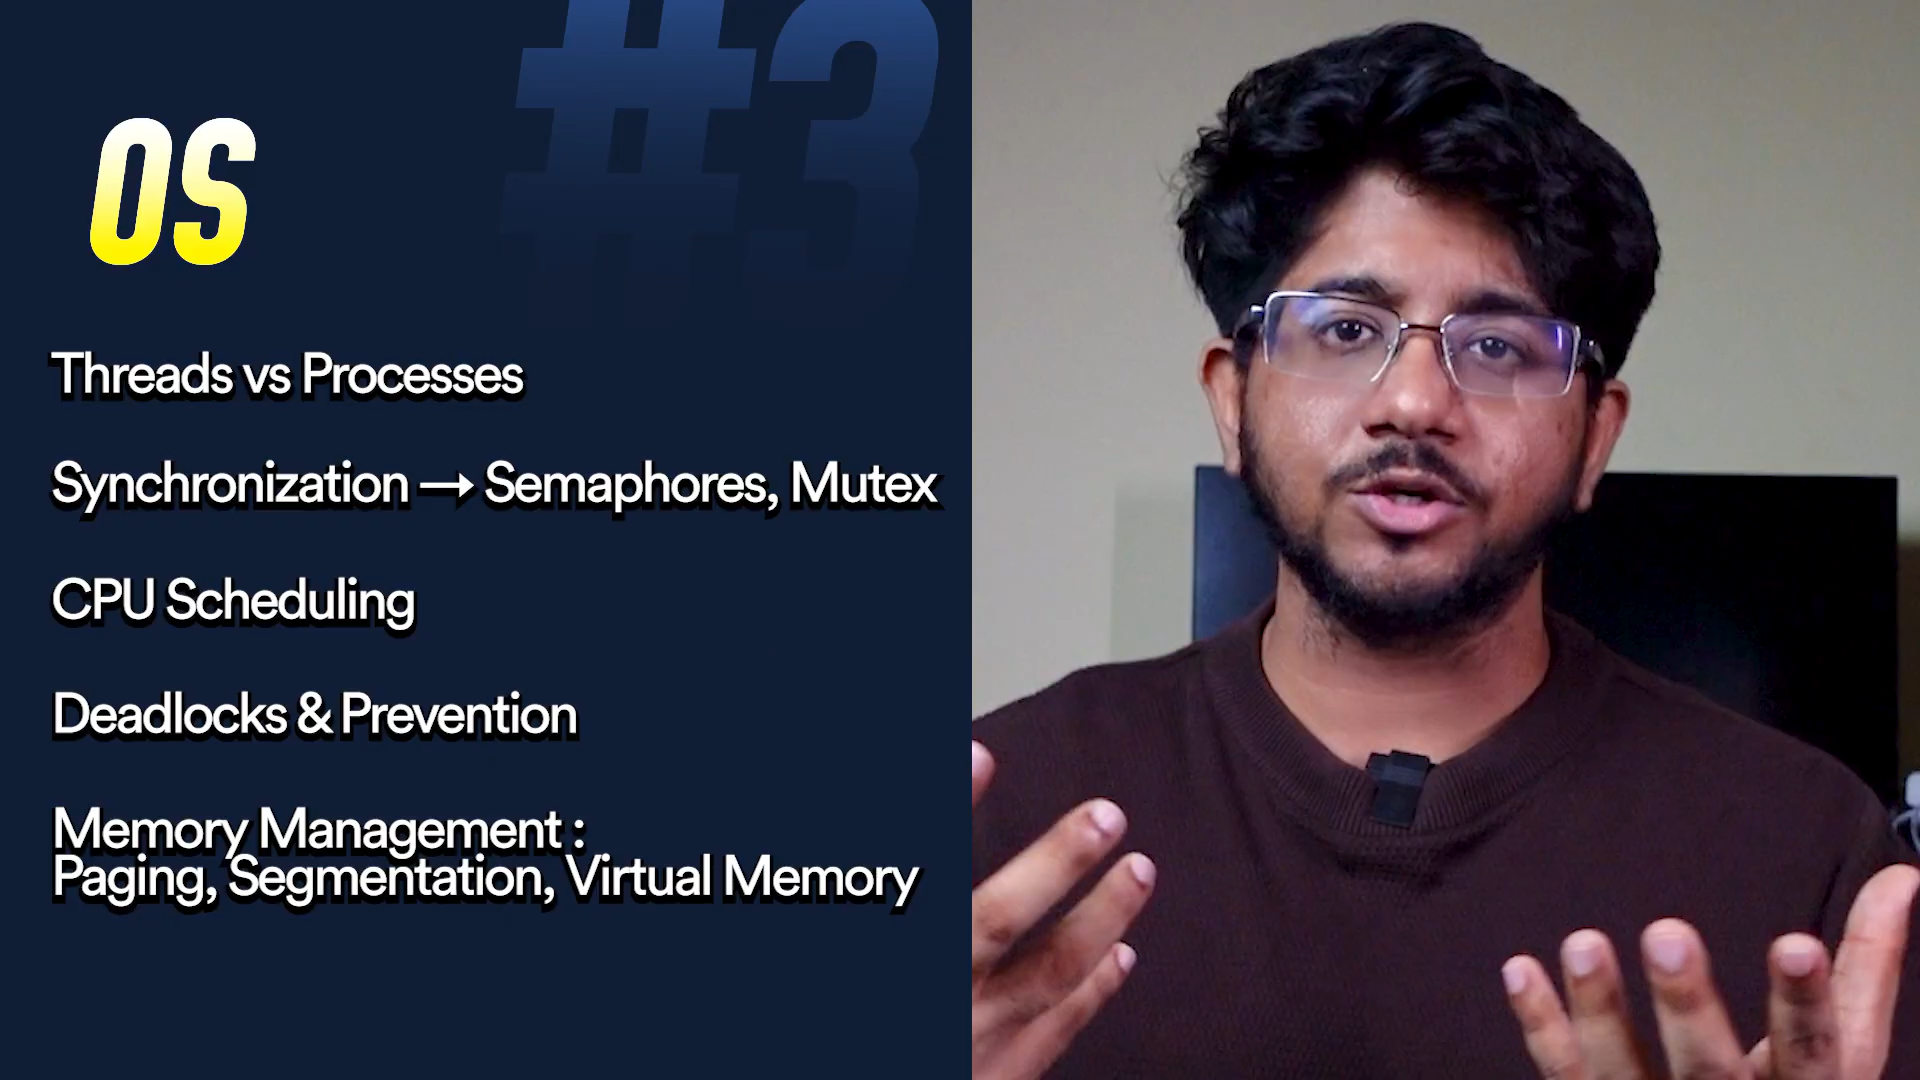 #3
OS
Threads vs Processes
Synchronization → Semaphores, Mutex
CPU Scheduling
Deadlocks & Prevention
Memory Management :
Paging, Segmentation, Virtual Memory